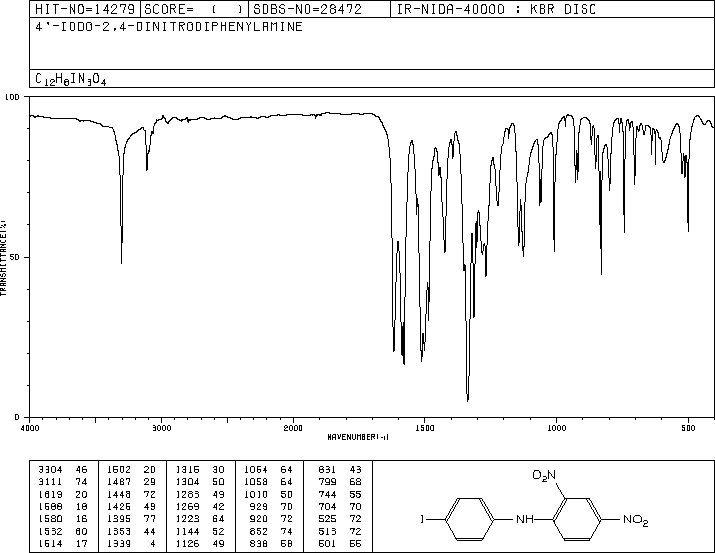 HIT-NO=14279 SCORE= ( ) SDBS-NO=28472 IR-NIDA-40000 : KBR DISC
4'-IODO-2,4-DINITRODIPHENYLAMINE
C12H8IN3O4
100
50
0
TRANSMITTANCE(%)
4000 3000 2000 1500 1000 500
WAVENUMBER(-1)
3304 46 1502 20 1316 30 1064 64 831 43
3111 74 1487 29 1304 50 1058 64 799 68
1619 20 1448 72 1283 49 1010 50 744 55
1588 18 1426 49 1269 42 929 70 704 70
1580 16 1395 77 1223 64 920 72 525 72
1532 60 1353 44 1144 52 852 74 513 72
1514 17 1339 4 1126 49 838 58 501 55
O2N
I NH NO2